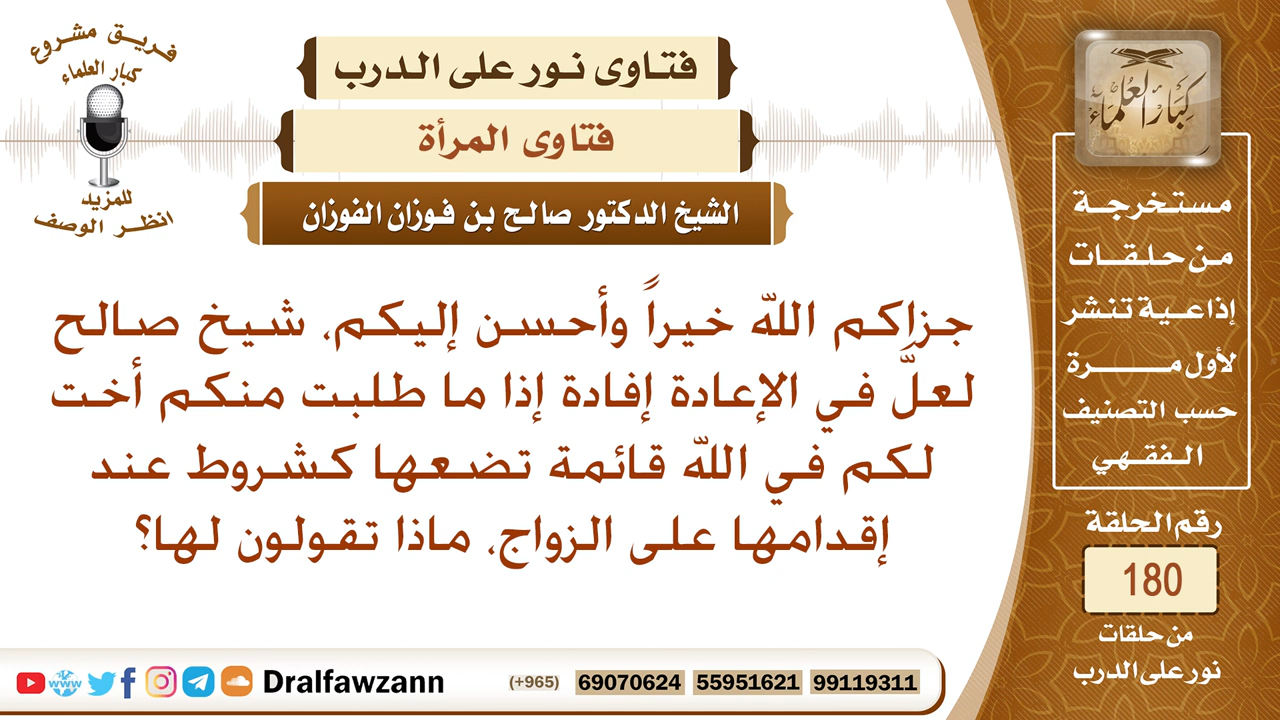 فريق مشروع
كبار العلماء
للمزيد
انظر الوصف
فتاوى نور على الدرب
فتاوى المرأة
الشيخ الدكتور صالح بن فوزان الفوزان
جزاكم الله خيراً وأحسن إليكم، شيخ صالح
لعلَّ في الإعادة إفادة إذا ما طلبت منكم أخت
لكم في الله قائمة تضعها كشروط عند
إقدامها على الزواج، ماذا تقولون لها؟
كبار العلماء
مستخرجة
من حلقات
إذاعية تنشر
لأول مرة
حسب التصنيف
الفقهي
رقم الحلقة
180
من حلقات
نور على الدرب
www
Dralfawzann
(+965) 69070624 55951621 99119311